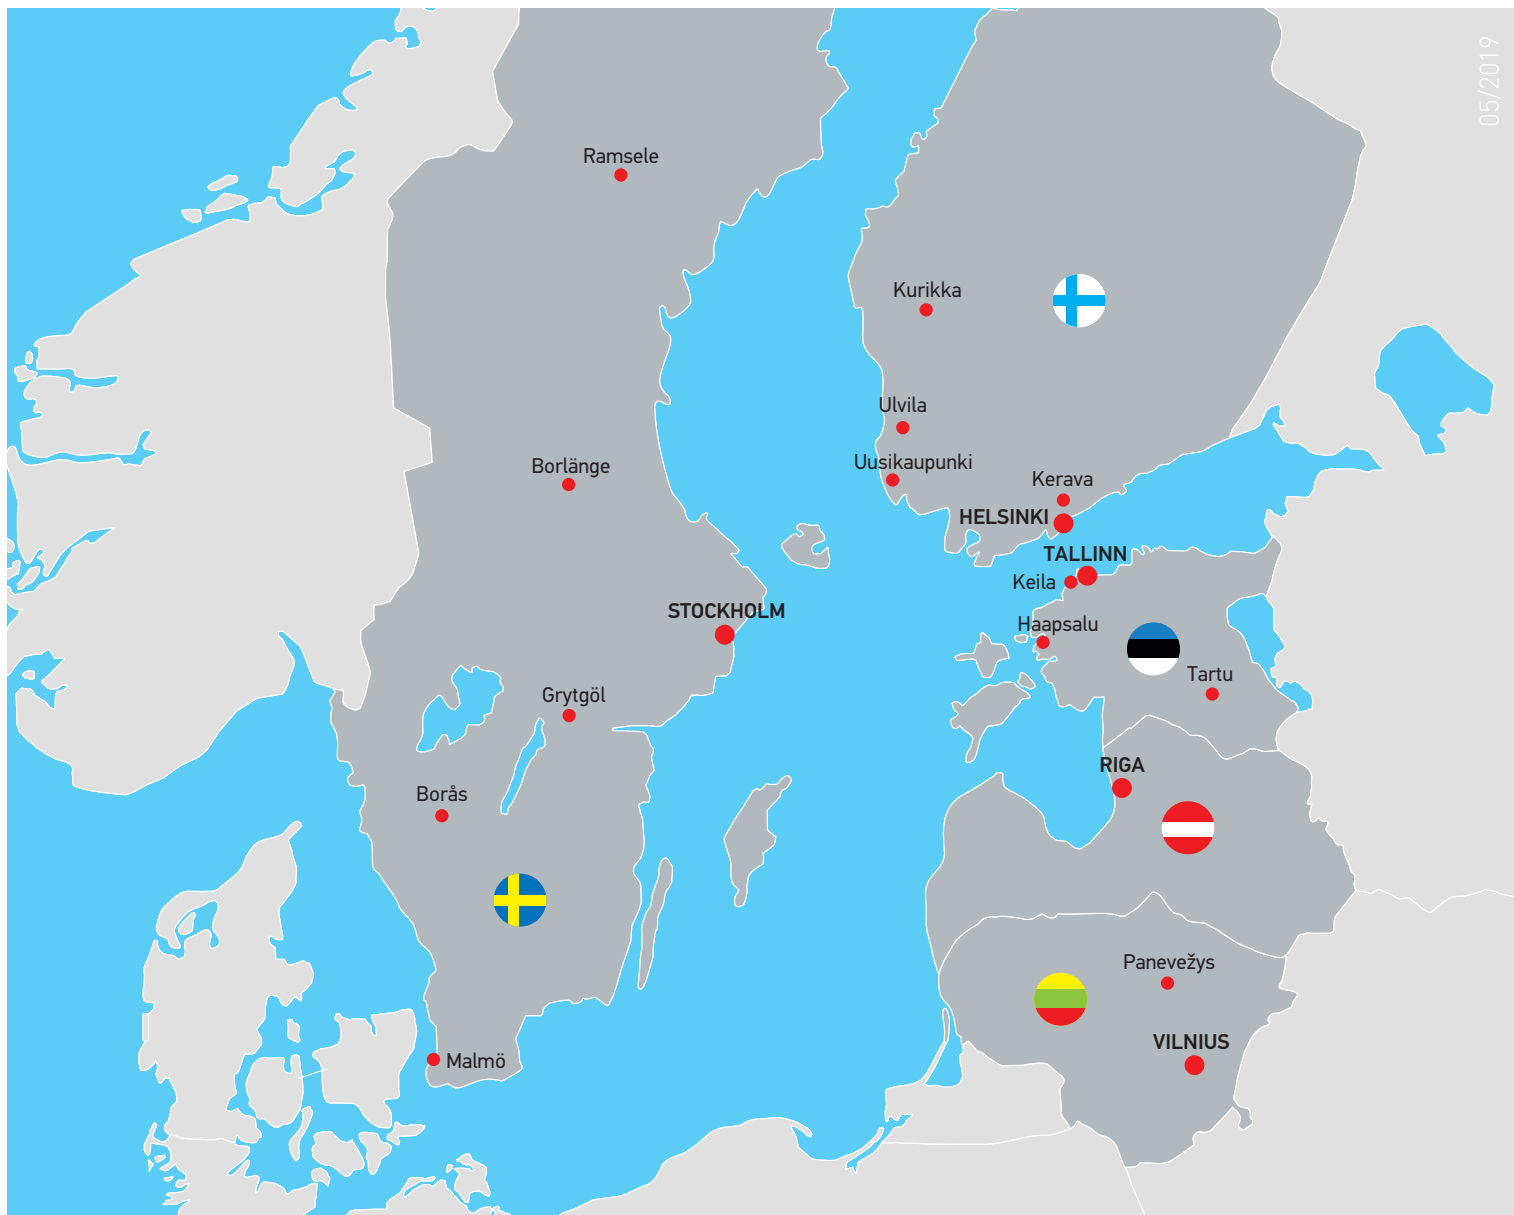 05/2019
Ramsele
Kurikka
Ulvila
Uusikaupunki
Borlänge
Kerava
HELSINKI
TALLINN
Keila
STOCKHOLM
Haapsalu
Tartu
Grytgöl
RIGA
Borås
Panevežys
VILNIUS
Malmö